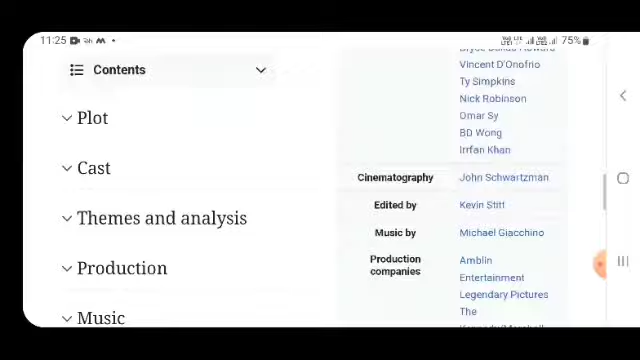 11:25
75%
Contents
Plot
Cast
Themes and analysis
Production
Music
Vincent D'Onofrio
Ty Simpkins
Nick Robinson
Omar Sy
BD Wong
Irrfan Khan
Cinematography
John Schwartzman
Edited by
Kevin Stitt
Music by
Michael Giacchino
Production
companies
Amblin
Entertainment
Legendary Pictures
The